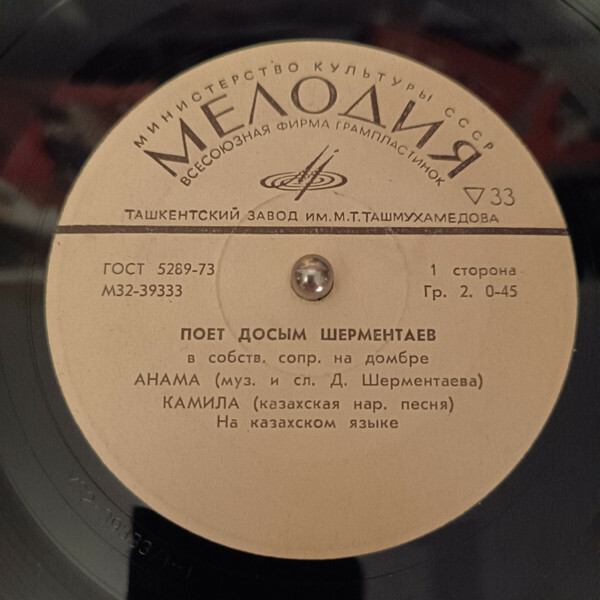 МИНИСТЕРСТВО КУЛЬТУРЫ СССР
МЕЛОДИЯ
ВСЕСОЮЗНАЯ ФИРМА ГРАМПЛАСТИНОК
▽33
ТАШКЕНТСКИЙ ЗАВОД ИМ.М.Т.ТАШМУХАМЕДОВА
ГОСТ 5289-73
М32-39333
1 сторона
Гр. 2. 0-45
ПОЕТ ДОСЫМ ШЕРМЕНТАЕВ
в собств. сопр. на домбре
АНАМА (муз. и сл. Д. Шерментаева)
КАМИЛА (казахская нар. песня)
На казахском языке